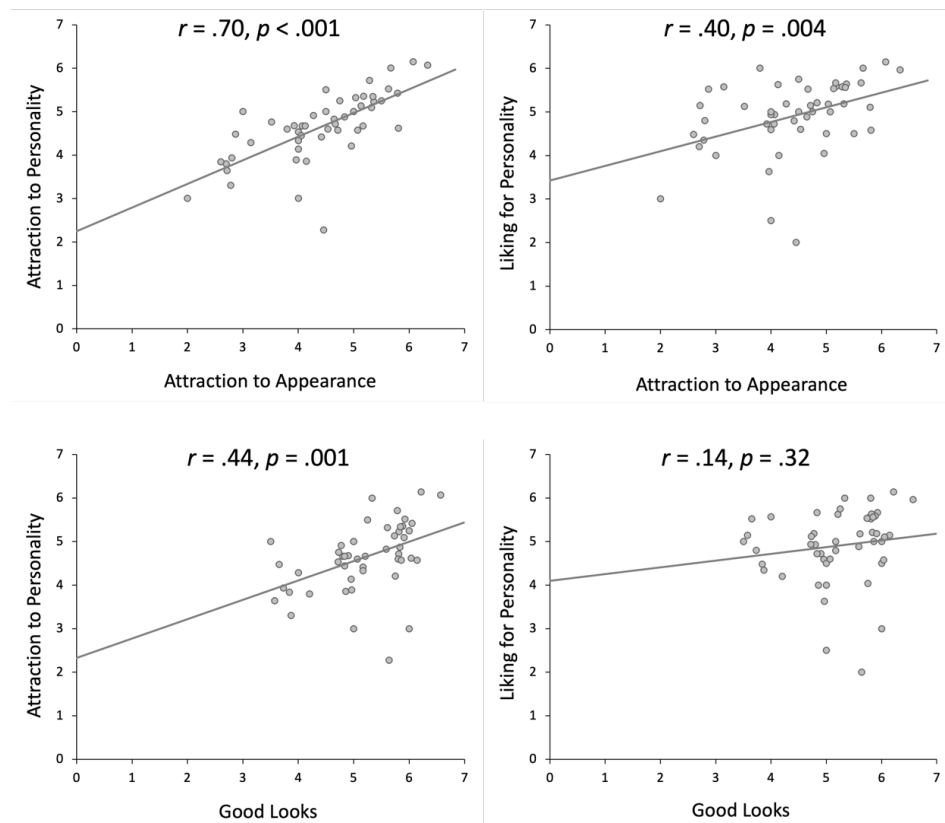 r = .70, p < .001
Attraction to Personality
7
6
5
4
3
2
1
0
0 1 2 3 4 5 6 7
Attraction to Appearance
r = .40, p = .004
Liking for Personality
7
6
5
4
3
2
1
0
0 1 2 3 4 5 6 7
Attraction to Appearance
r = .44, p = .001
Attraction to Personality
7
6
5
4
3
2
1
0
0 1 2 3 4 5 6 7
Good Looks
r = .14, p = .32
Liking for Personality
7
6
5
4
3
2
1
0
0 1 2 3 4 5 6 7
Good Looks